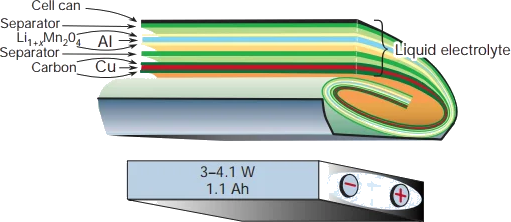 Cell can
Separator
Li1+xMn2O4
Al
Separator
Carbon
Cu
Liquid electrolyte
3–4.1 W
1.1 Ah
−
+